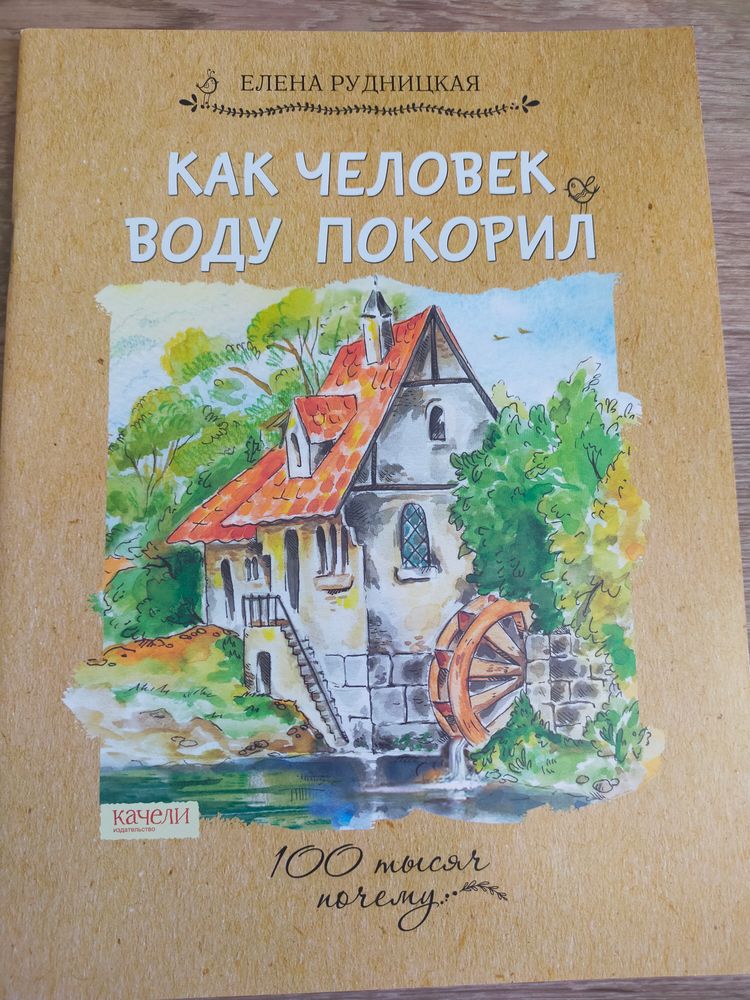 ЕЛЕНА РУДНИЦКАЯ
КАК ЧЕЛОВЕК
ВОДУ ПОКОРИЛ
КАЧЕЛИ
ИЗДАТЕЛЬСТВО
100 тысяч
почему...